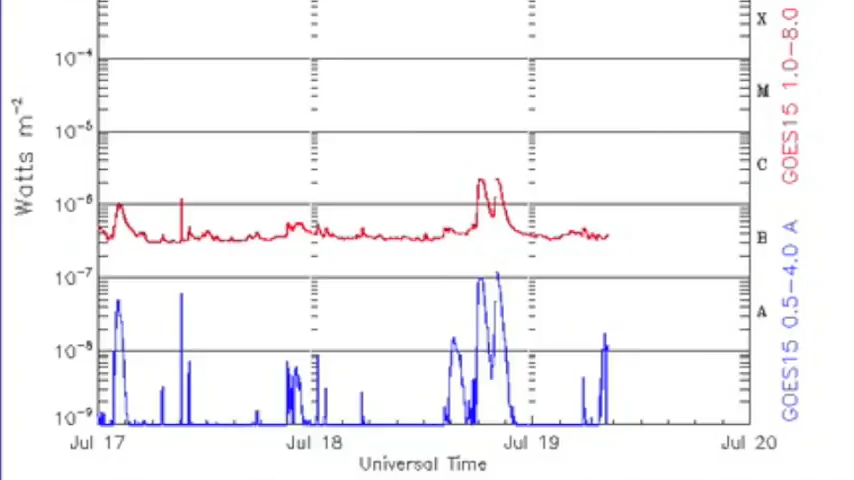 X
10⁻⁴
M
10⁻⁵
C
10⁻⁶
B
10⁻⁷
A
10⁻⁸
10⁻⁹
Watts m⁻²
GOES15 1.0–8.0
GOES15 0.5–4.0 A
Jul 17 Jul 18 Jul 19 Jul 20
Universal Time